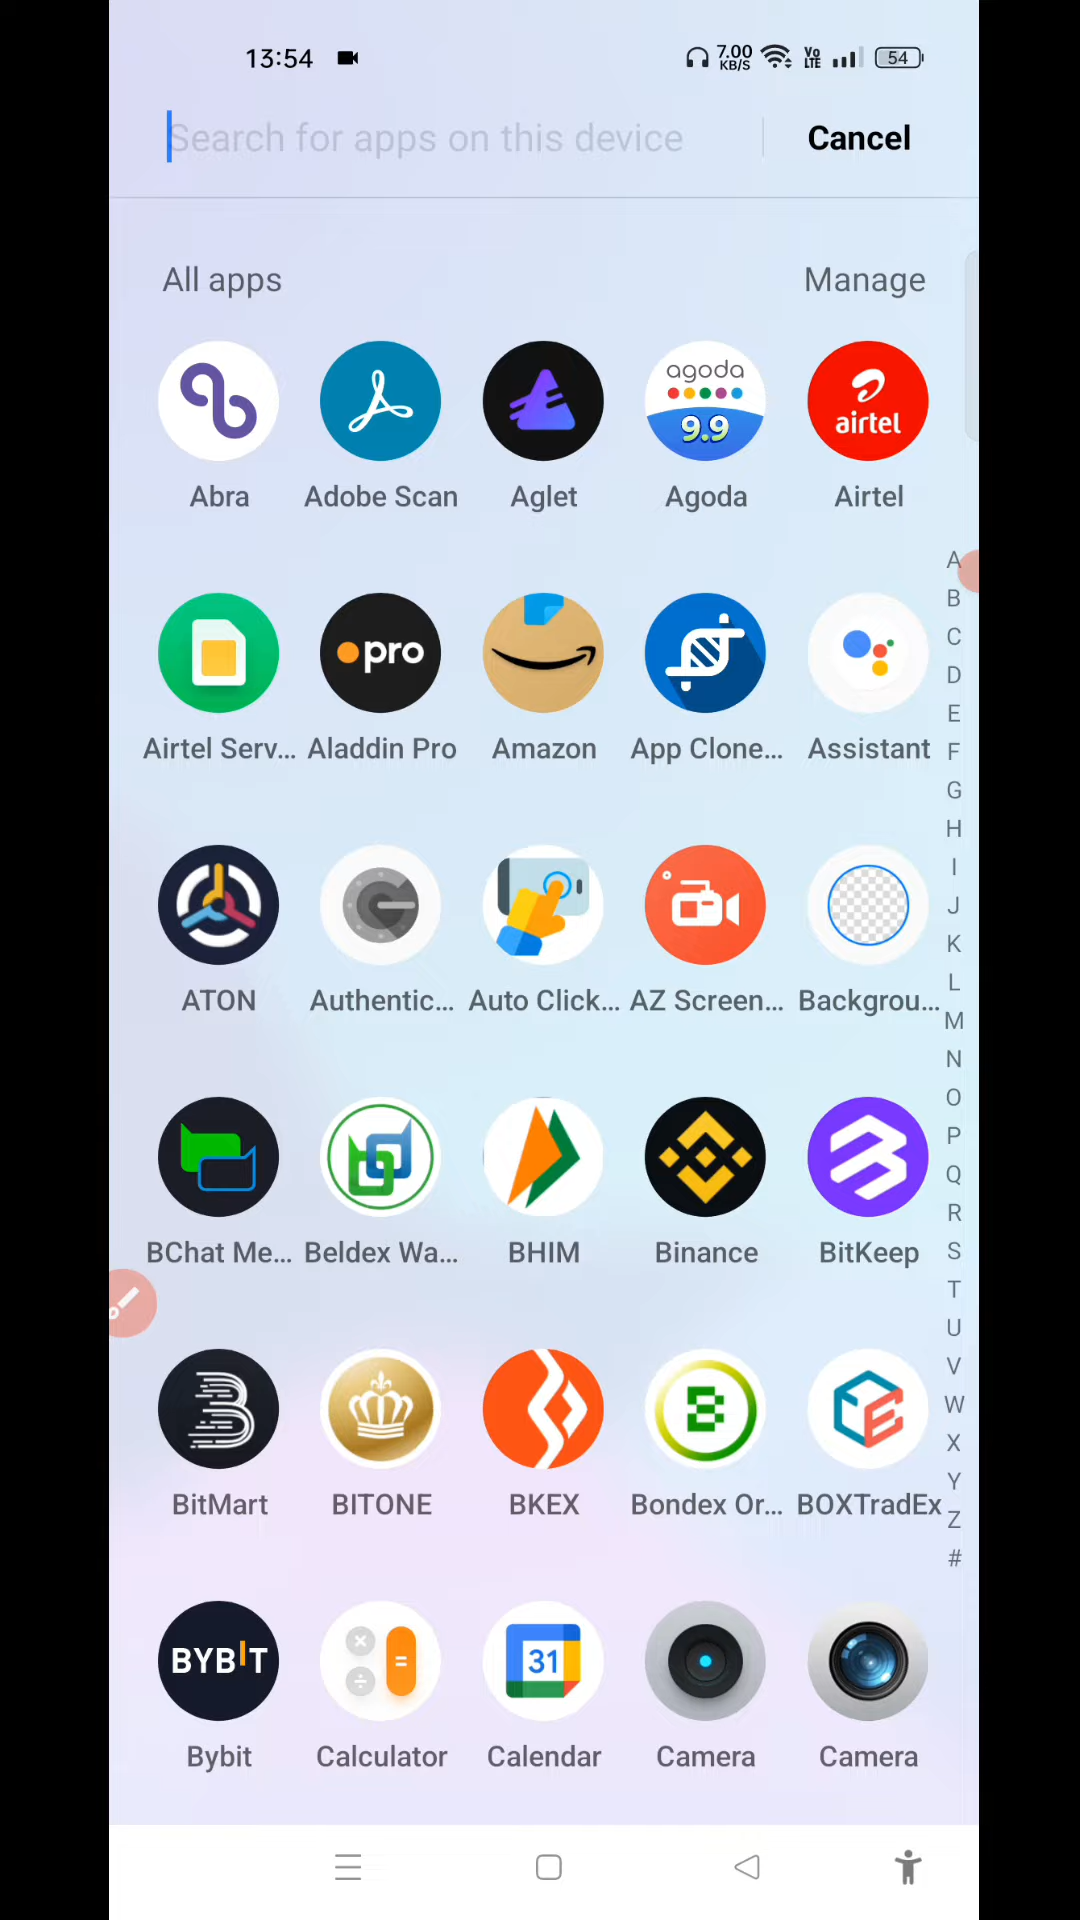 13:54 7.00 KB/S Vo LTE 54
Search for apps on this device Cancel
All apps Manage
agoda 9.9 airtel
Abra Adobe Scan Aglet Agoda Airtel
pro
Airtel Serv... Aladdin Pro Amazon App Clone... Assistant
ATON Authentic... Auto Click... AZ Screen... Backgrou...
BChat Me... Beldex Wa... BHIM Binance BitKeep
BitMart BITONE BKEX Bondex Or... BOXTradEx
BYBIT 31
Bybit Calculator Calendar Camera Camera
A
B
C
D
E
F
G
H
I
J
K
L
M
N
O
P
Q
R
S
T
U
V
W
X
Y
Z
#